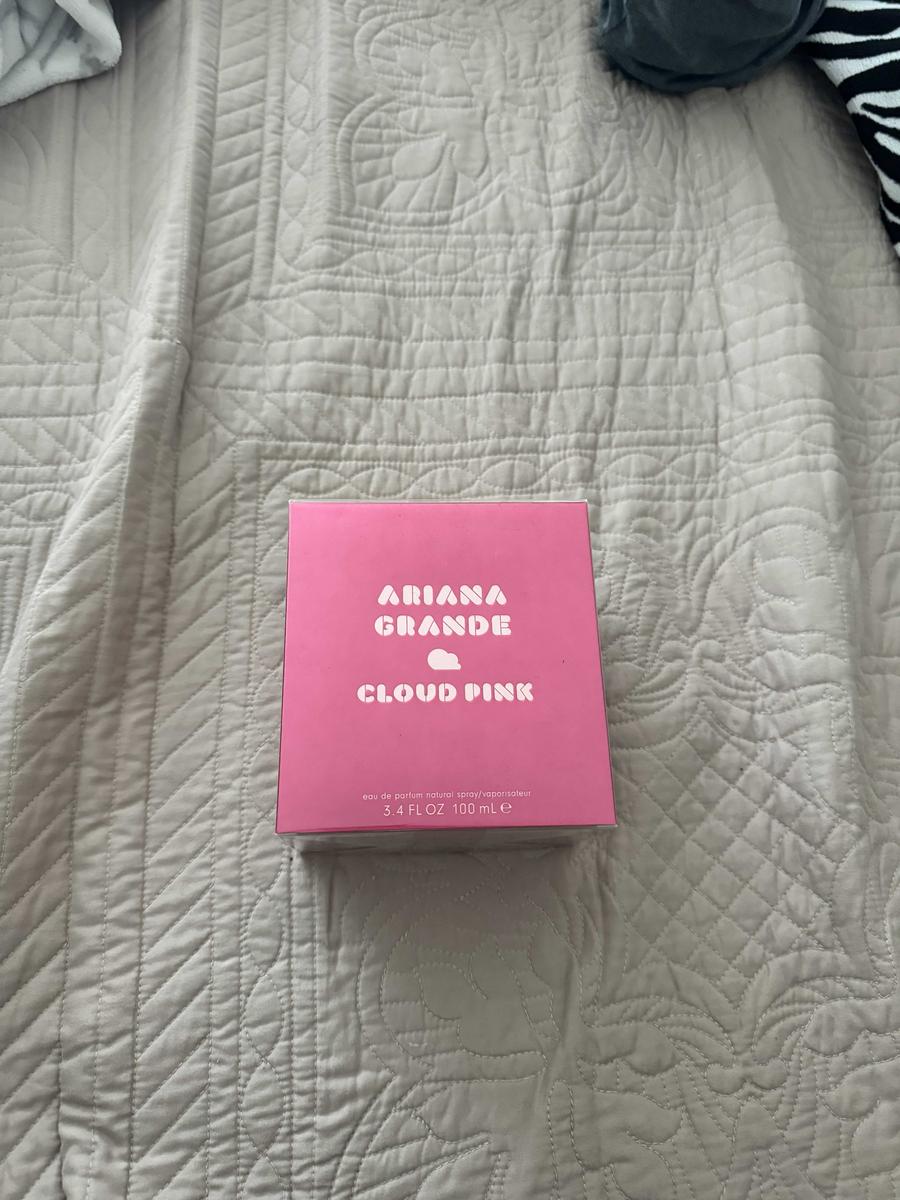 ARIANA
GRANDE
CLOUD PINK
eau de parfum natural spray/vaporisateur
3.4 FL OZ 100 mL ℮